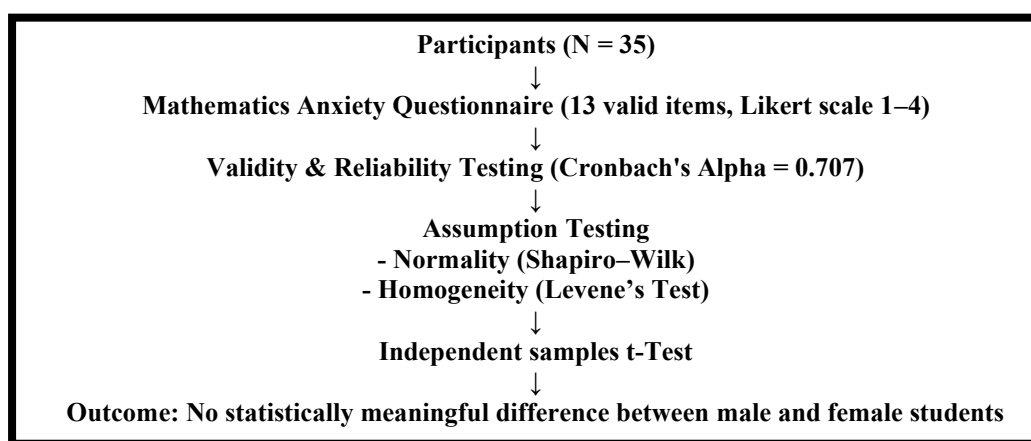 Participants (N = 35)
↓
Mathematics Anxiety Questionnaire (13 valid items, Likert scale 1–4)
↓
Validity & Reliability Testing (Cronbach's Alpha = 0.707)
↓
Assumption Testing
- Normality (Shapiro–Wilk)
- Homogeneity (Levene’s Test)
↓
Independent samples t-Test
↓
Outcome: No statistically meaningful difference between male and female students